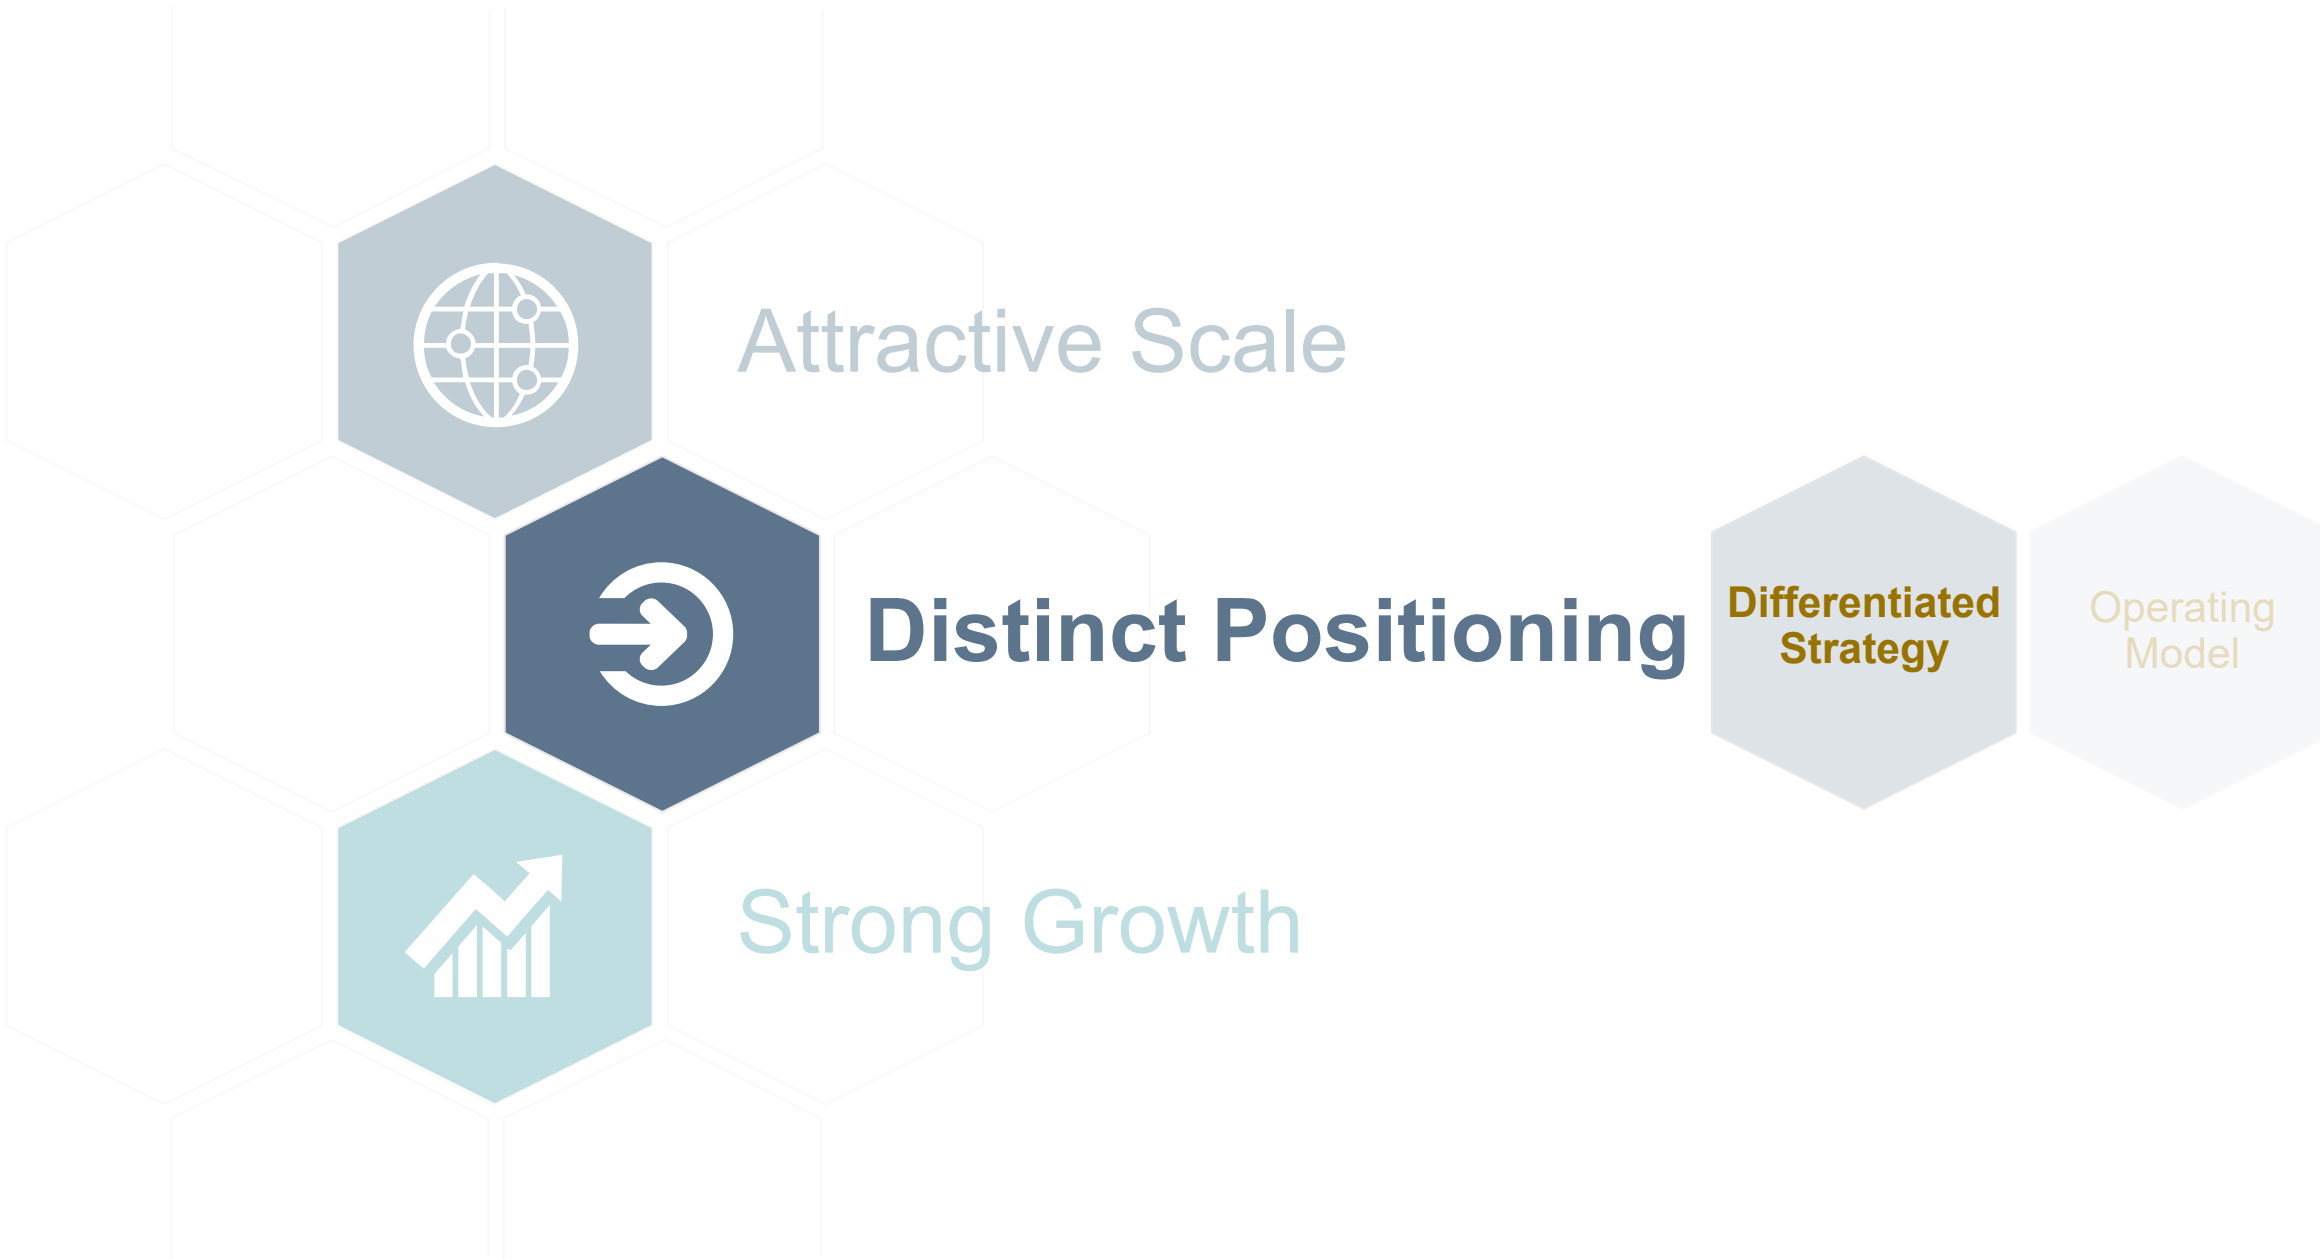 Attractive Scale
Distinct Positioning
Differentiated
Strategy
Operating
Model
Strong Growth